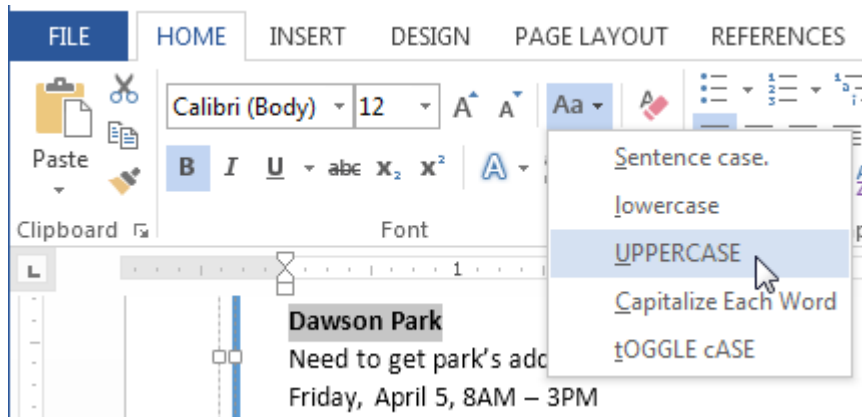 FILE HOME INSERT DESIGN PAGE LAYOUT REFERENCES
Calibri (Body) 12 A A Aa
Paste B I U abc X₂ X² A
Clipboard Font
Sentence case.
lowercase
UPPERCASE
Capitalize Each Word
tOGGLE cASE
L 1
Dawson Park
Need to get park's add
Friday, April 5, 8AM – 3PM